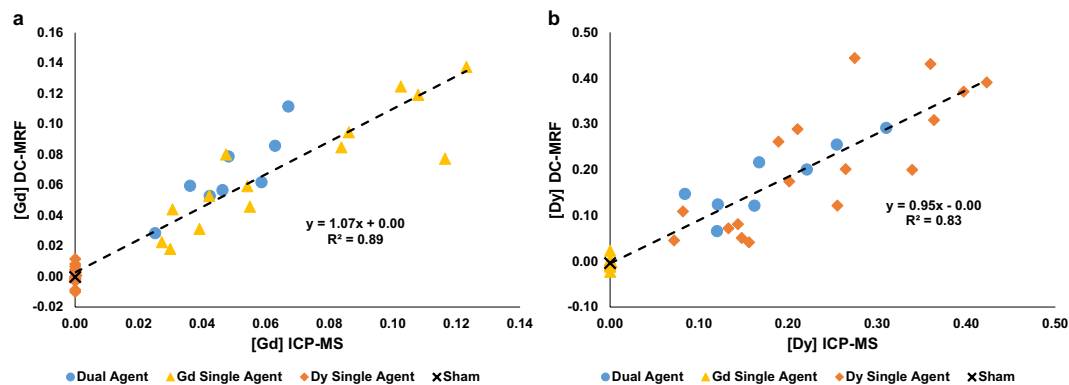 a
0.16
0.14
0.12
0.10
0.08
0.06
0.04
0.02
0.00
-0.02
[Gd] DC-MRF
y = 1.07x + 0.00
R² = 0.89
0.00 0.02 0.04 0.06 0.08 0.10 0.12 0.14
[Gd] ICP-MS
Dual Agent Gd Single Agent Dy Single Agent Sham
b
0.50
0.40
0.30
0.20
0.10
0.00
-0.10
[Dy] DC-MRF
y = 0.95x - 0.00
R² = 0.83
0.00 0.10 0.20 0.30 0.40 0.50
[Dy] ICP-MS
Dual Agent Gd Single Agent Dy Single Agent Sham